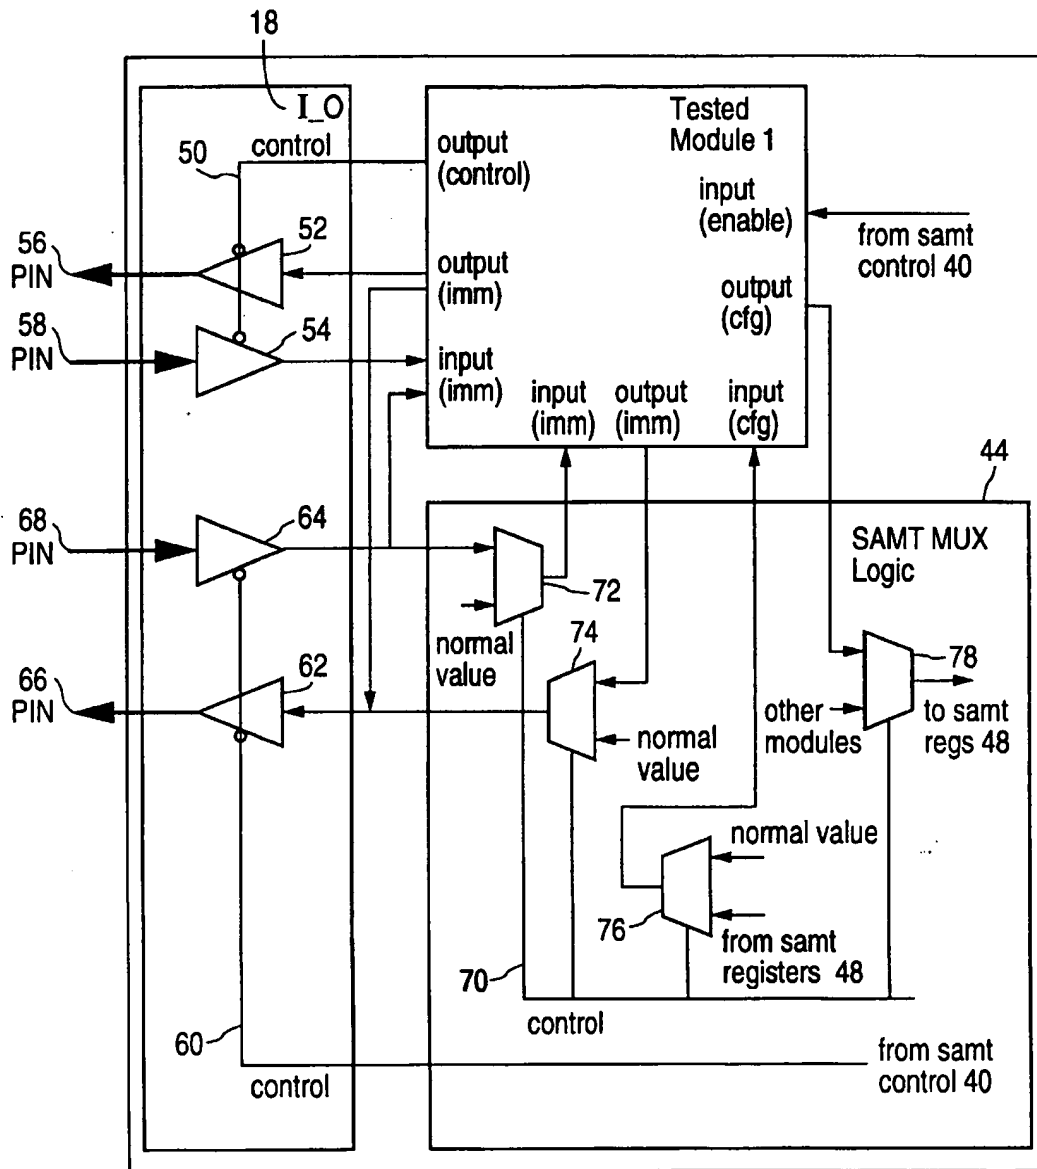 18
I_O
control
50
52
56
PIN
58
PIN
54
Tested
Module 1
output
(control)
input
(enable)
from samt
control 40
output
(imm)
output
(cfg)
input
(imm)
input
(imm)
output
(imm)
input
(cfg)
44
68
PIN
64
SAMT MUX
Logic
72
normal
value
74
78
66
PIN
62
other
modules
to samt
regs 48
normal
value
normal value
76
from samt
registers 48
70
control
60
control
from samt
control 40